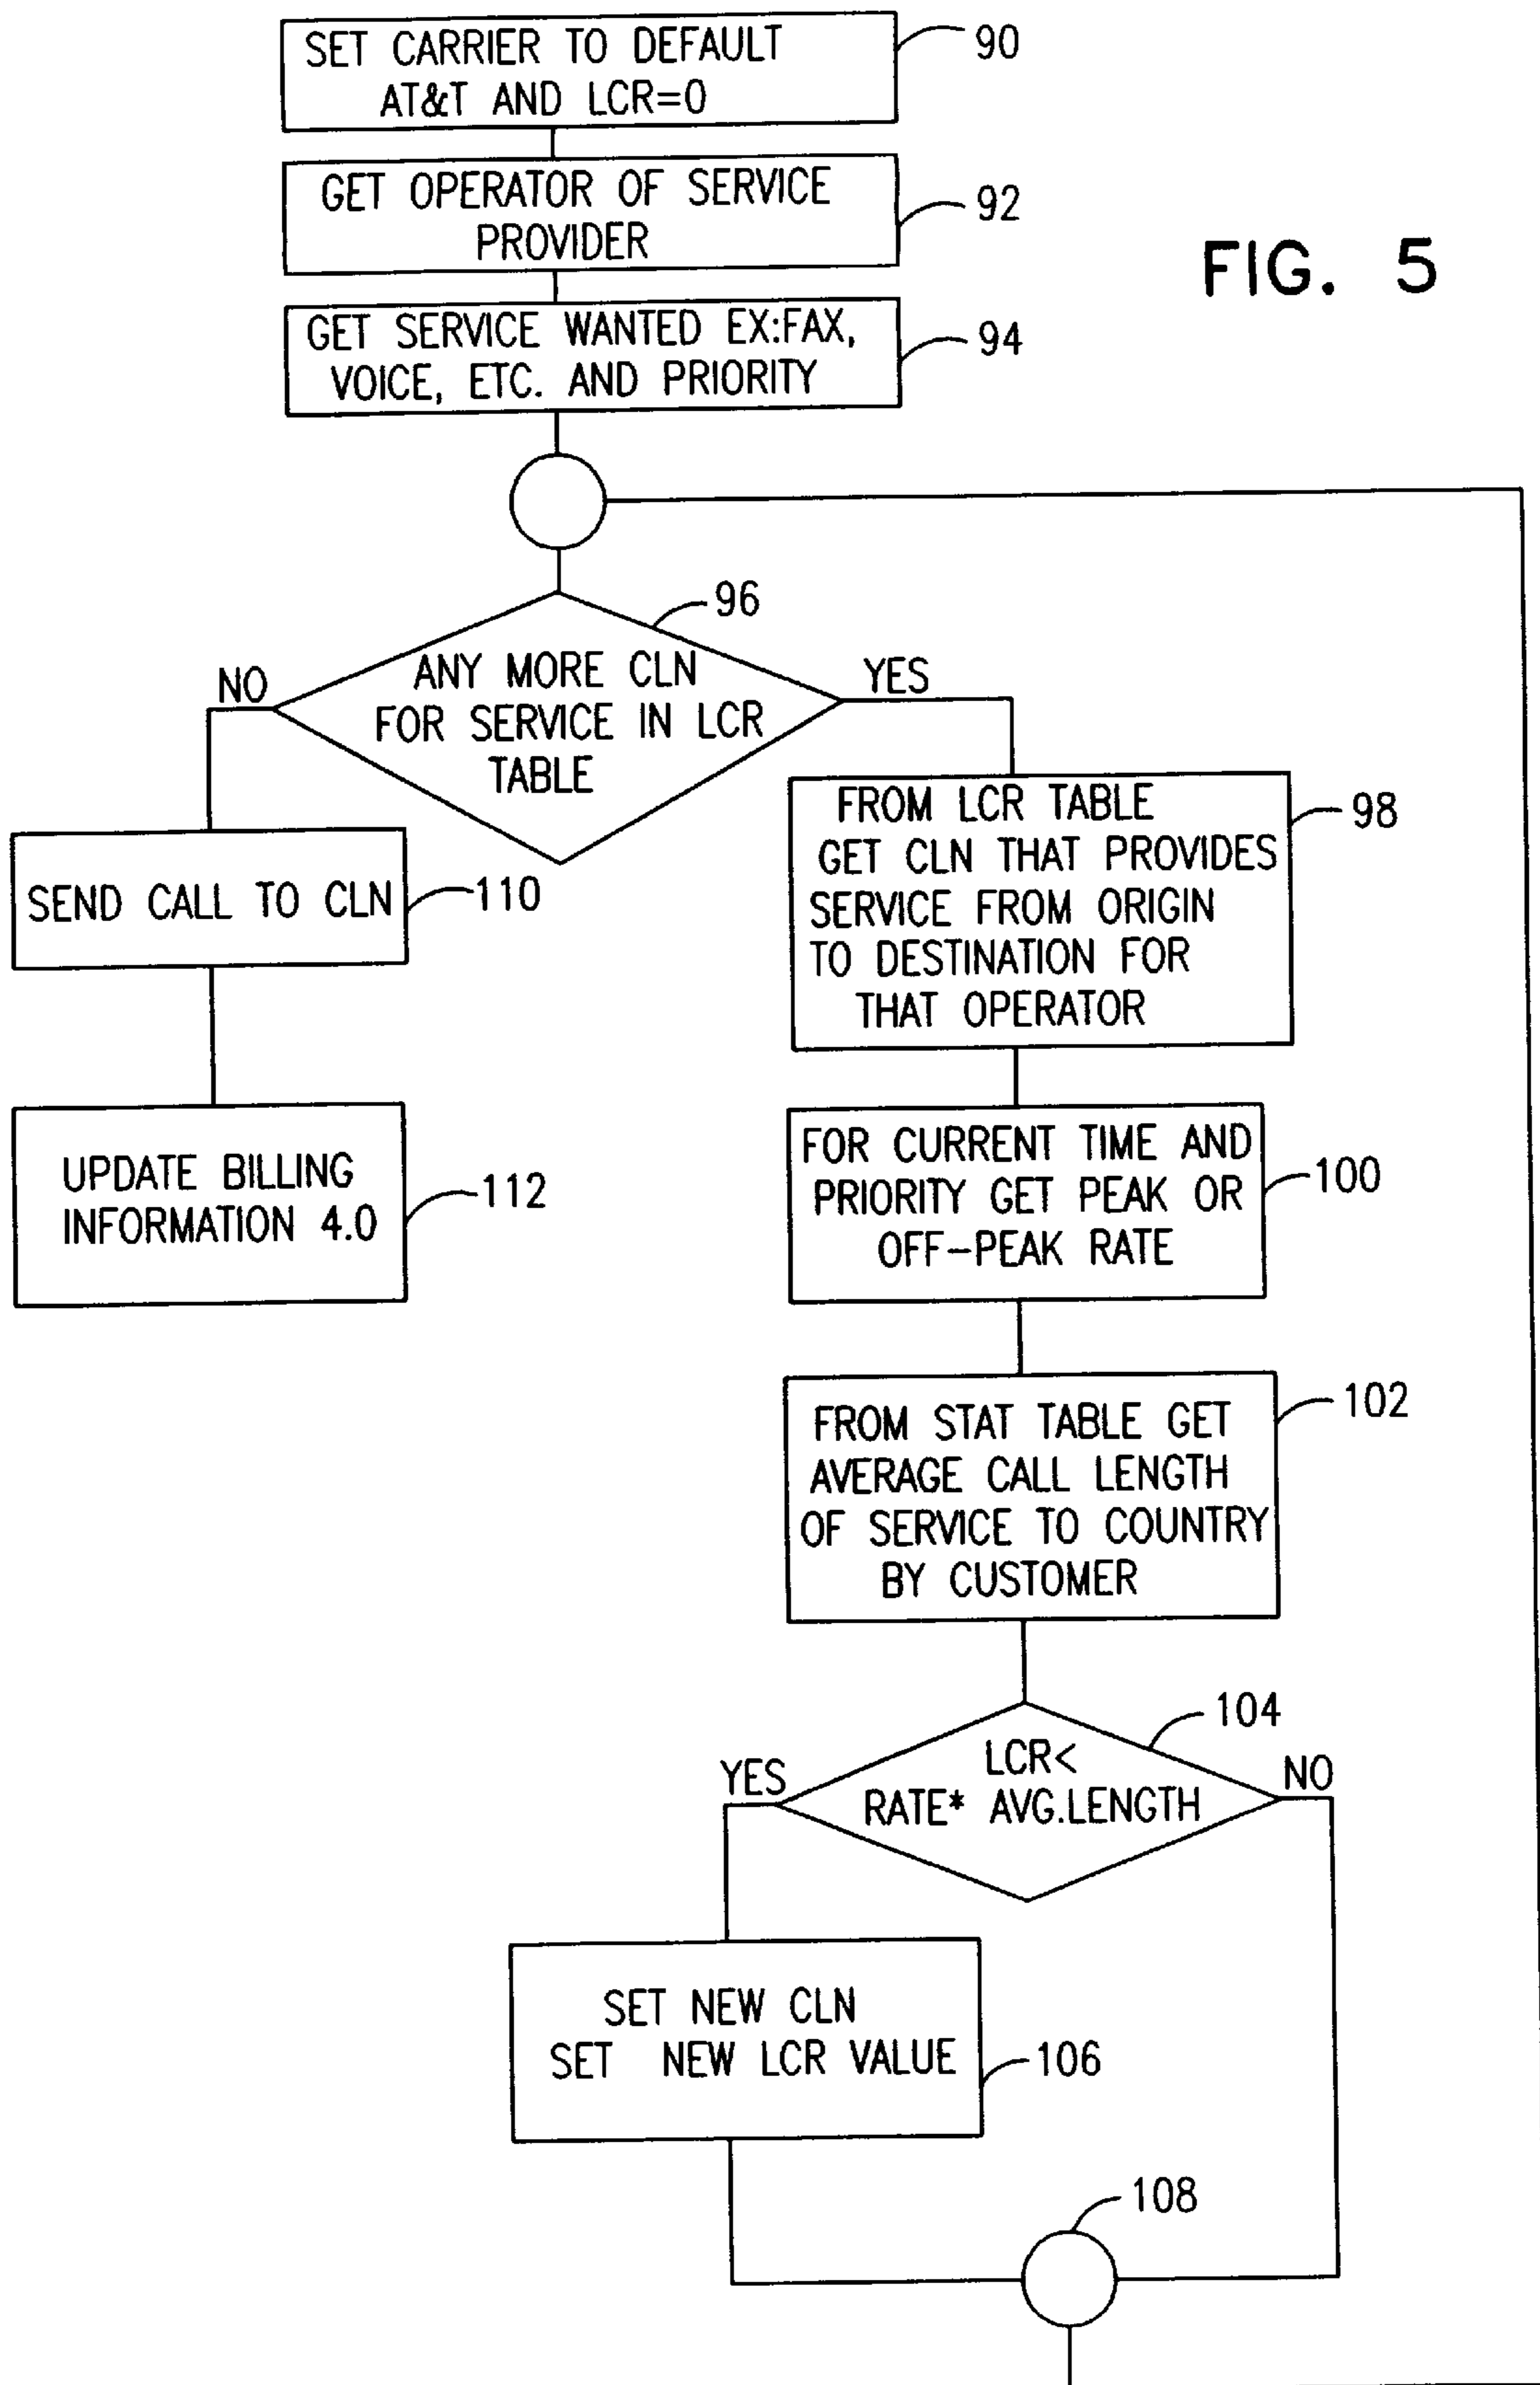 SET CARRIER TO DEFAULT
AT&T AND LCR=0
90
GET OPERATOR OF SERVICE
PROVIDER
92
FIG. 5
GET SERVICE WANTED EX:FAX,
VOICE, ETC. AND PRIORITY
94
96
ANY MORE CLN
FOR SERVICE IN LCR
TABLE
NO
YES
FROM LCR TABLE
GET CLN THAT PROVIDES
SERVICE FROM ORIGIN
TO DESTINATION FOR
THAT OPERATOR
98
SEND CALL TO CLN
110
UPDATE BILLING
INFORMATION 4.0
112
FOR CURRENT TIME AND
PRIORITY GET PEAK OR
OFF-PEAK RATE
100
FROM STAT TABLE GET
AVERAGE CALL LENGTH
OF SERVICE TO COUNTRY
BY CUSTOMER
102
104
LCR<
RATE* AVG.LENGTH
YES
NO
SET NEW CLN
SET NEW LCR VALUE
106
108